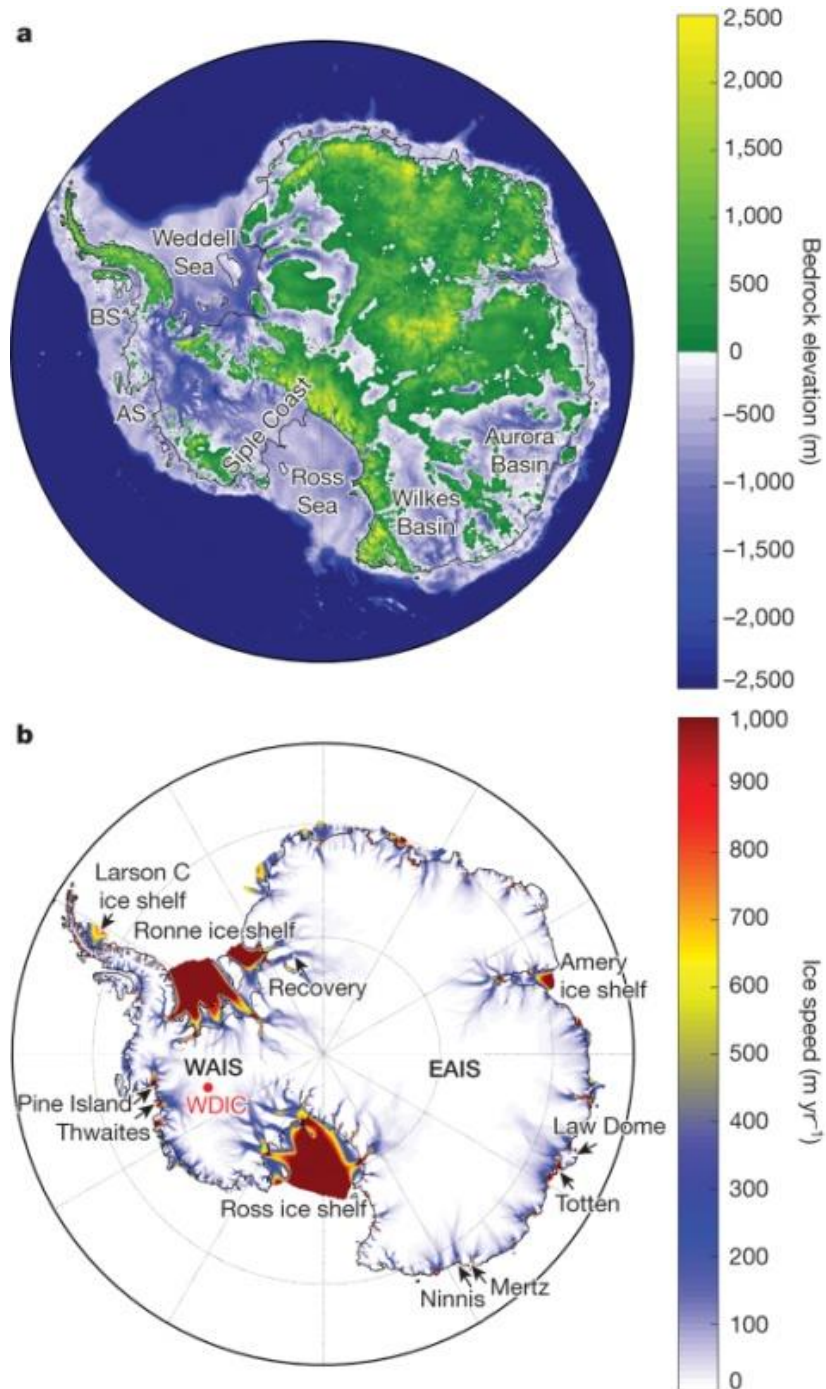 a
Weddell
Sea
BS
AS
Siple Coast
Ross
Sea
Wilkes
Basin
Aurora
Basin
2,500
2,000
1,500
1,000
500
0
–500
–1,000
–1,500
–2,000
–2,500
Bedrock elevation (m)
b
Larson C
ice shelf
Ronne ice shelf
Recovery
Amery
ice shelf
WAIS
EAIS
WDIC
Pine Island
Thwaites
Law Dome
Totten
Ross ice shelf
Ninnis
Mertz
1,000
900
800
700
600
500
400
300
200
100
0
Ice speed (m yr⁻¹)